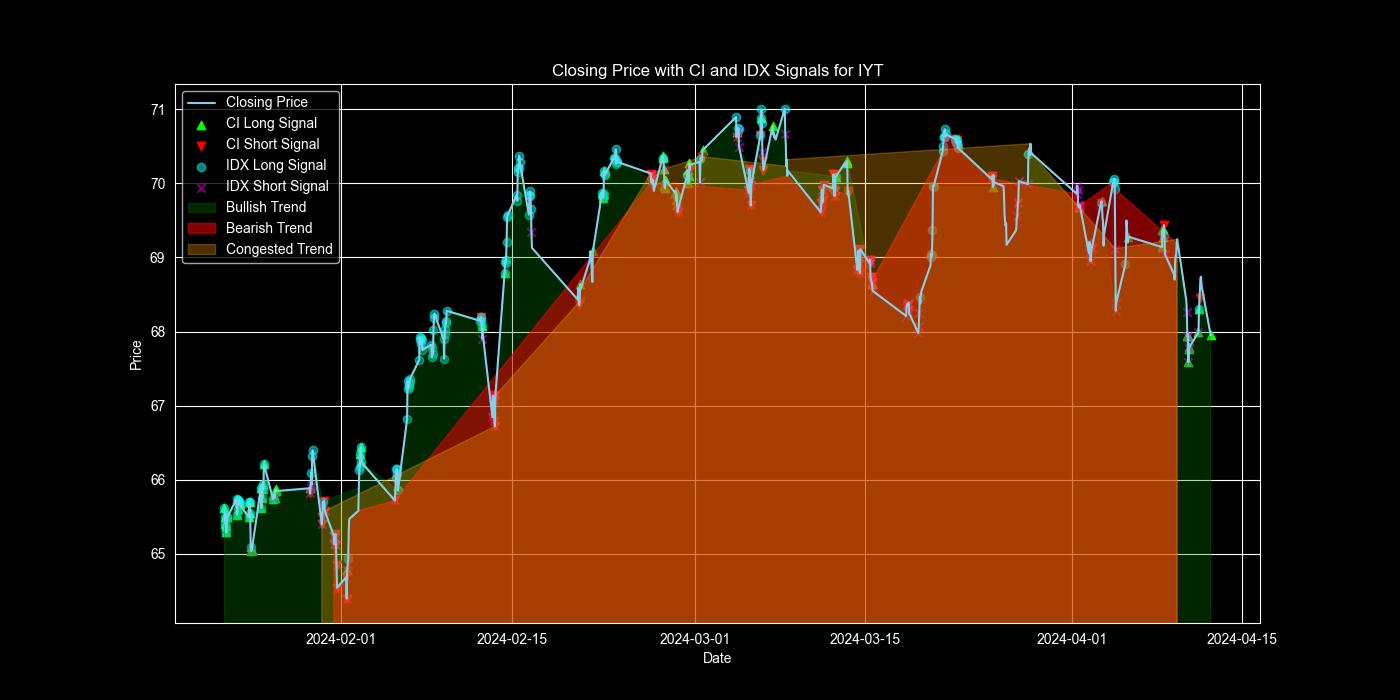 Closing Price with CI and IDX Signals for IYT
Closing Price
CI Long Signal
CI Short Signal
IDX Long Signal
IDX Short Signal
Bullish Trend
Bearish Trend
Congested Trend
Price
71
70
69
68
67
66
65
2024-02-01 2024-02-15 2024-03-01 2024-03-15 2024-04-01 2024-04-15
Date